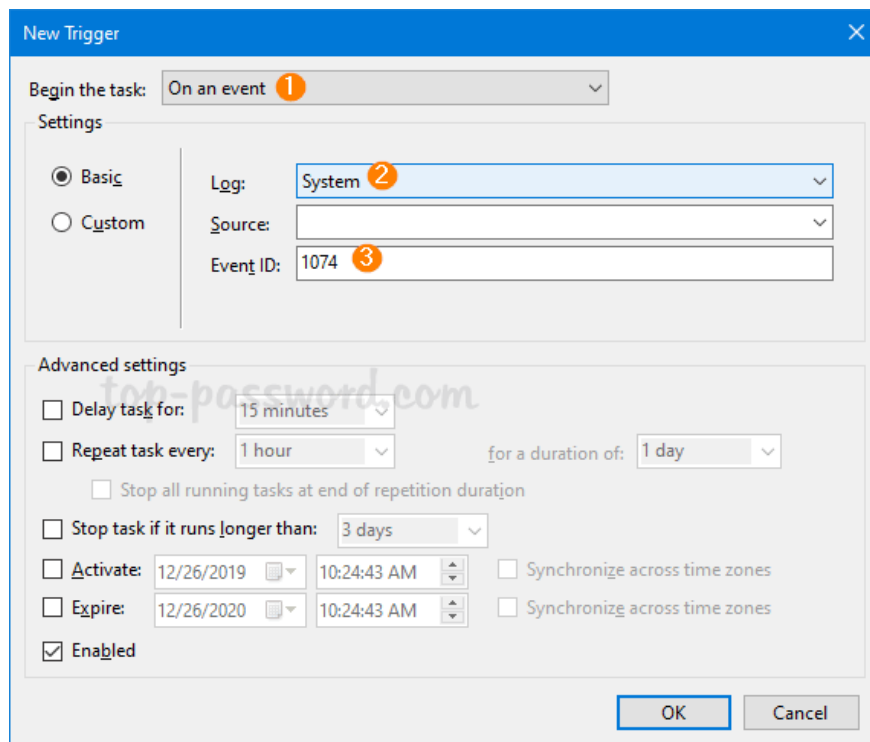 New Trigger
Begin the task: On an event 1
Settings
Basic
Log: System 2
Custom
Source:
Event ID: 1074 3
Advanced settings
top-password.com
Delay task for: 15 minutes
Repeat task every: 1 hour for a duration of: 1 day
Stop all running tasks at end of repetition duration
Stop task if it runs longer than: 3 days
Activate: 12/26/2019 10:24:43 AM Synchronize across time zones
Expire: 12/26/2020 10:24:43 AM Synchronize across time zones
Enabled
OK Cancel